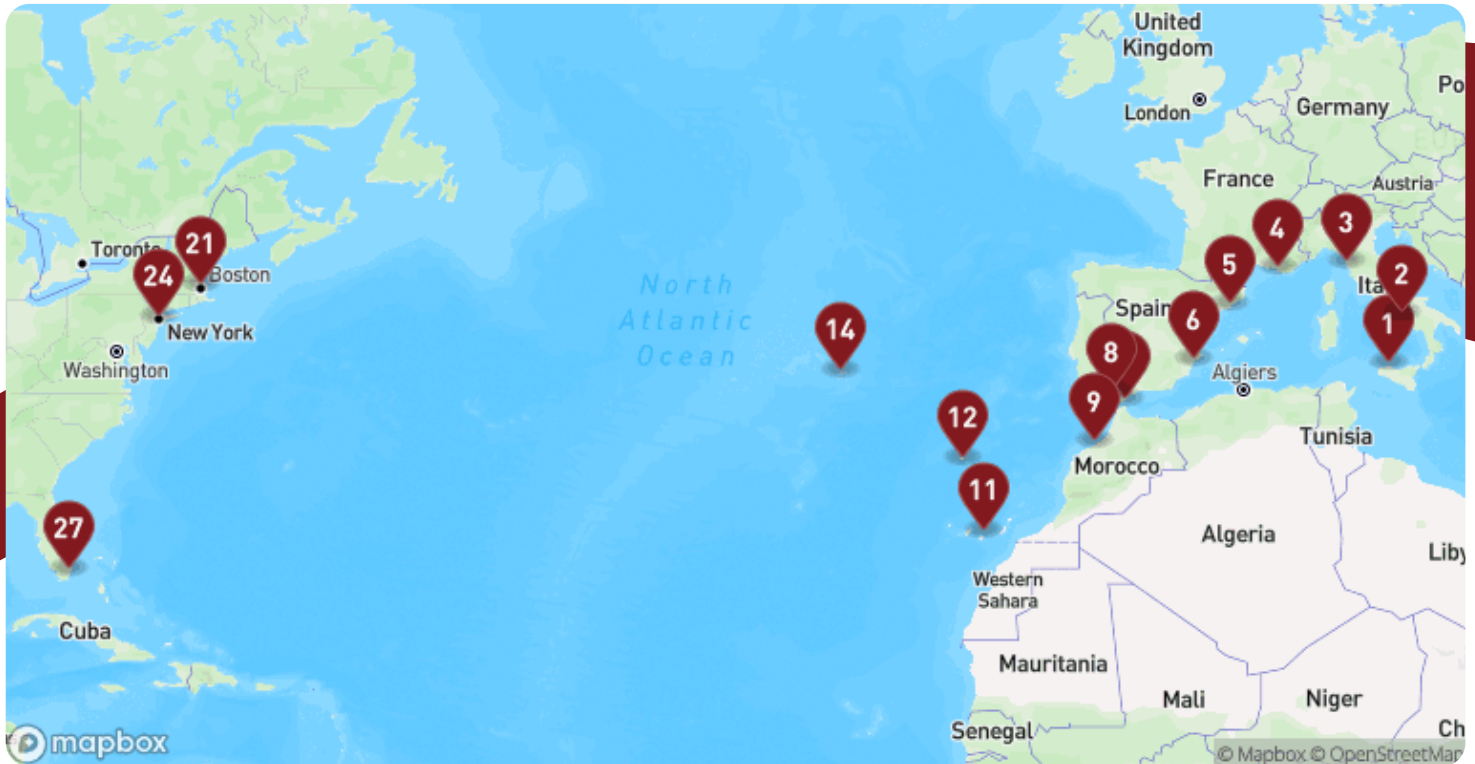 United
Kingdom
London
Germany
Po
France
Austria
Toronto
21
Boston
24
New York
Washington
North
Atlantic
Ocean
14
4
3
5
2
Ita
Spain
6
1
8
Algiers
9
12
Tunisia
Morocco
11
27
Algeria
Liby
Western
Sahara
Cuba
Mauritania
Mali
Niger
Senegal
Ch
mapbox
© Mapbox © OpenStreetMap